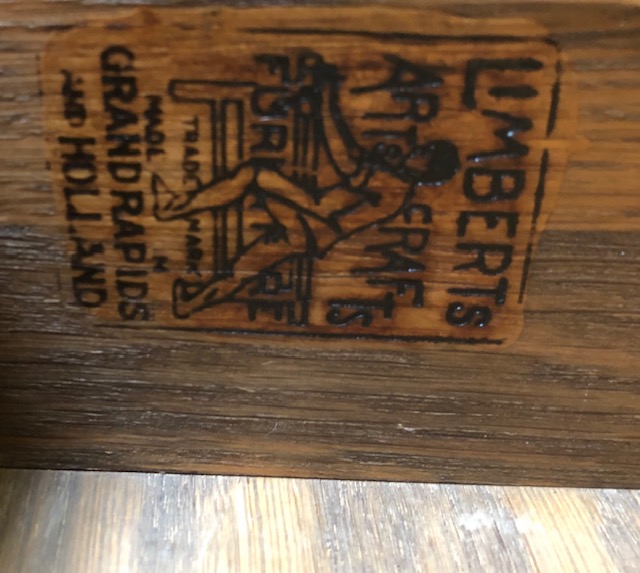 LIMBERTS
ARTS CRAFTS
FURNITURE
TRADE MARK
MADE IN
GRAND RAPIDS
AND HOLLAND